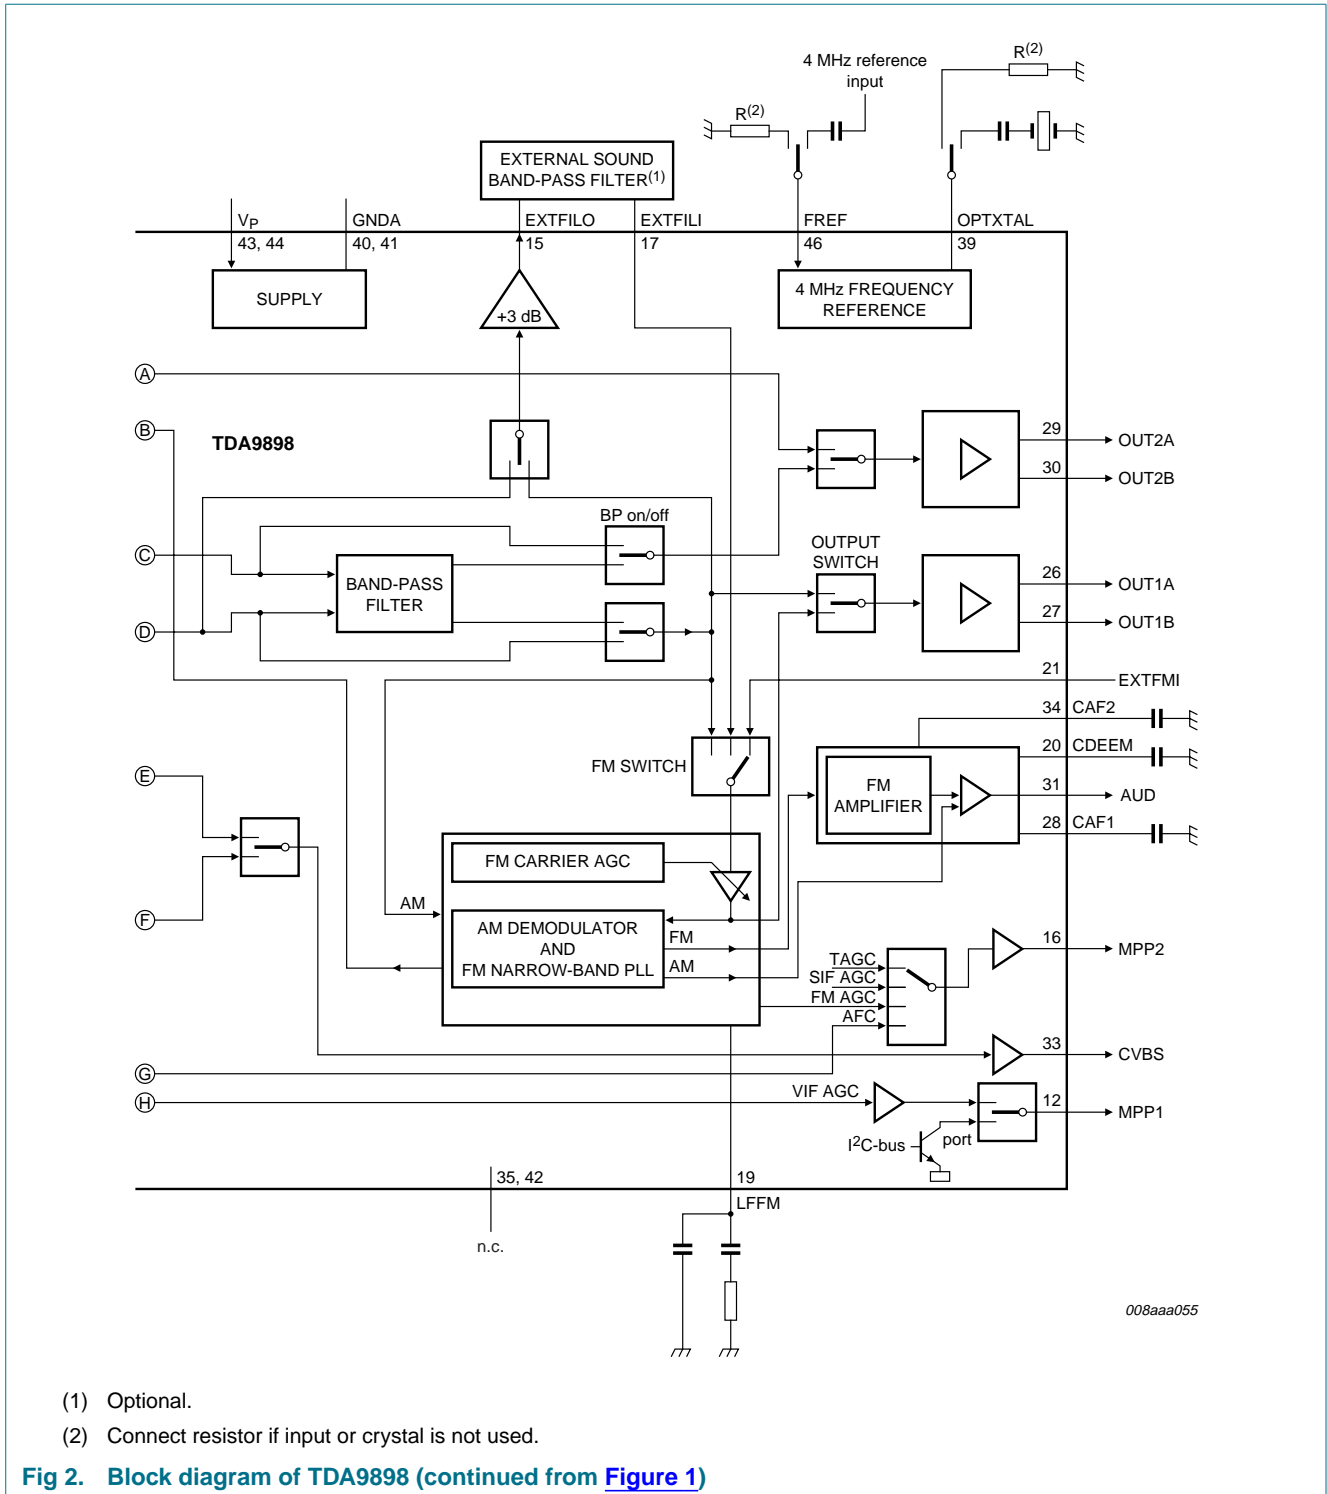 4 MHz reference
input
R(2)
R(2)
EXTERNAL SOUND
BAND-PASS FILTER(1)
VP
GNDA
EXTFILO
EXTFILI
FREF
OPTXTAL
43, 44
40, 41
15
17
46
39
SUPPLY
+3 dB
4 MHz FREQUENCY
REFERENCE
A
B
TDA9898
29
OUT2A
30
OUT2B
BP on/off
C
BAND-PASS
FILTER
OUTPUT
SWITCH
26
OUT1A
27
OUT1B
D
21
EXTFMI
34
CAF2
20
CDEEM
FM SWITCH
E
FM
AMPLIFIER
31
AUD
28
CAF1
FM CARRIER AGC
AM
F
AM DEMODULATOR
AND
FM NARROW-BAND PLL
FM
AM
TAGC
SIF AGC
FM AGC
AFC
16
MPP2
33
CVBS
G
H
VIF AGC
12
MPP1
I2C-bus
port
35, 42
19
LFFM
n.c.
008aaa055
(1) Optional.
(2) Connect resistor if input or crystal is not used.
Fig 2. Block diagram of TDA9898 (continued from Figure 1)